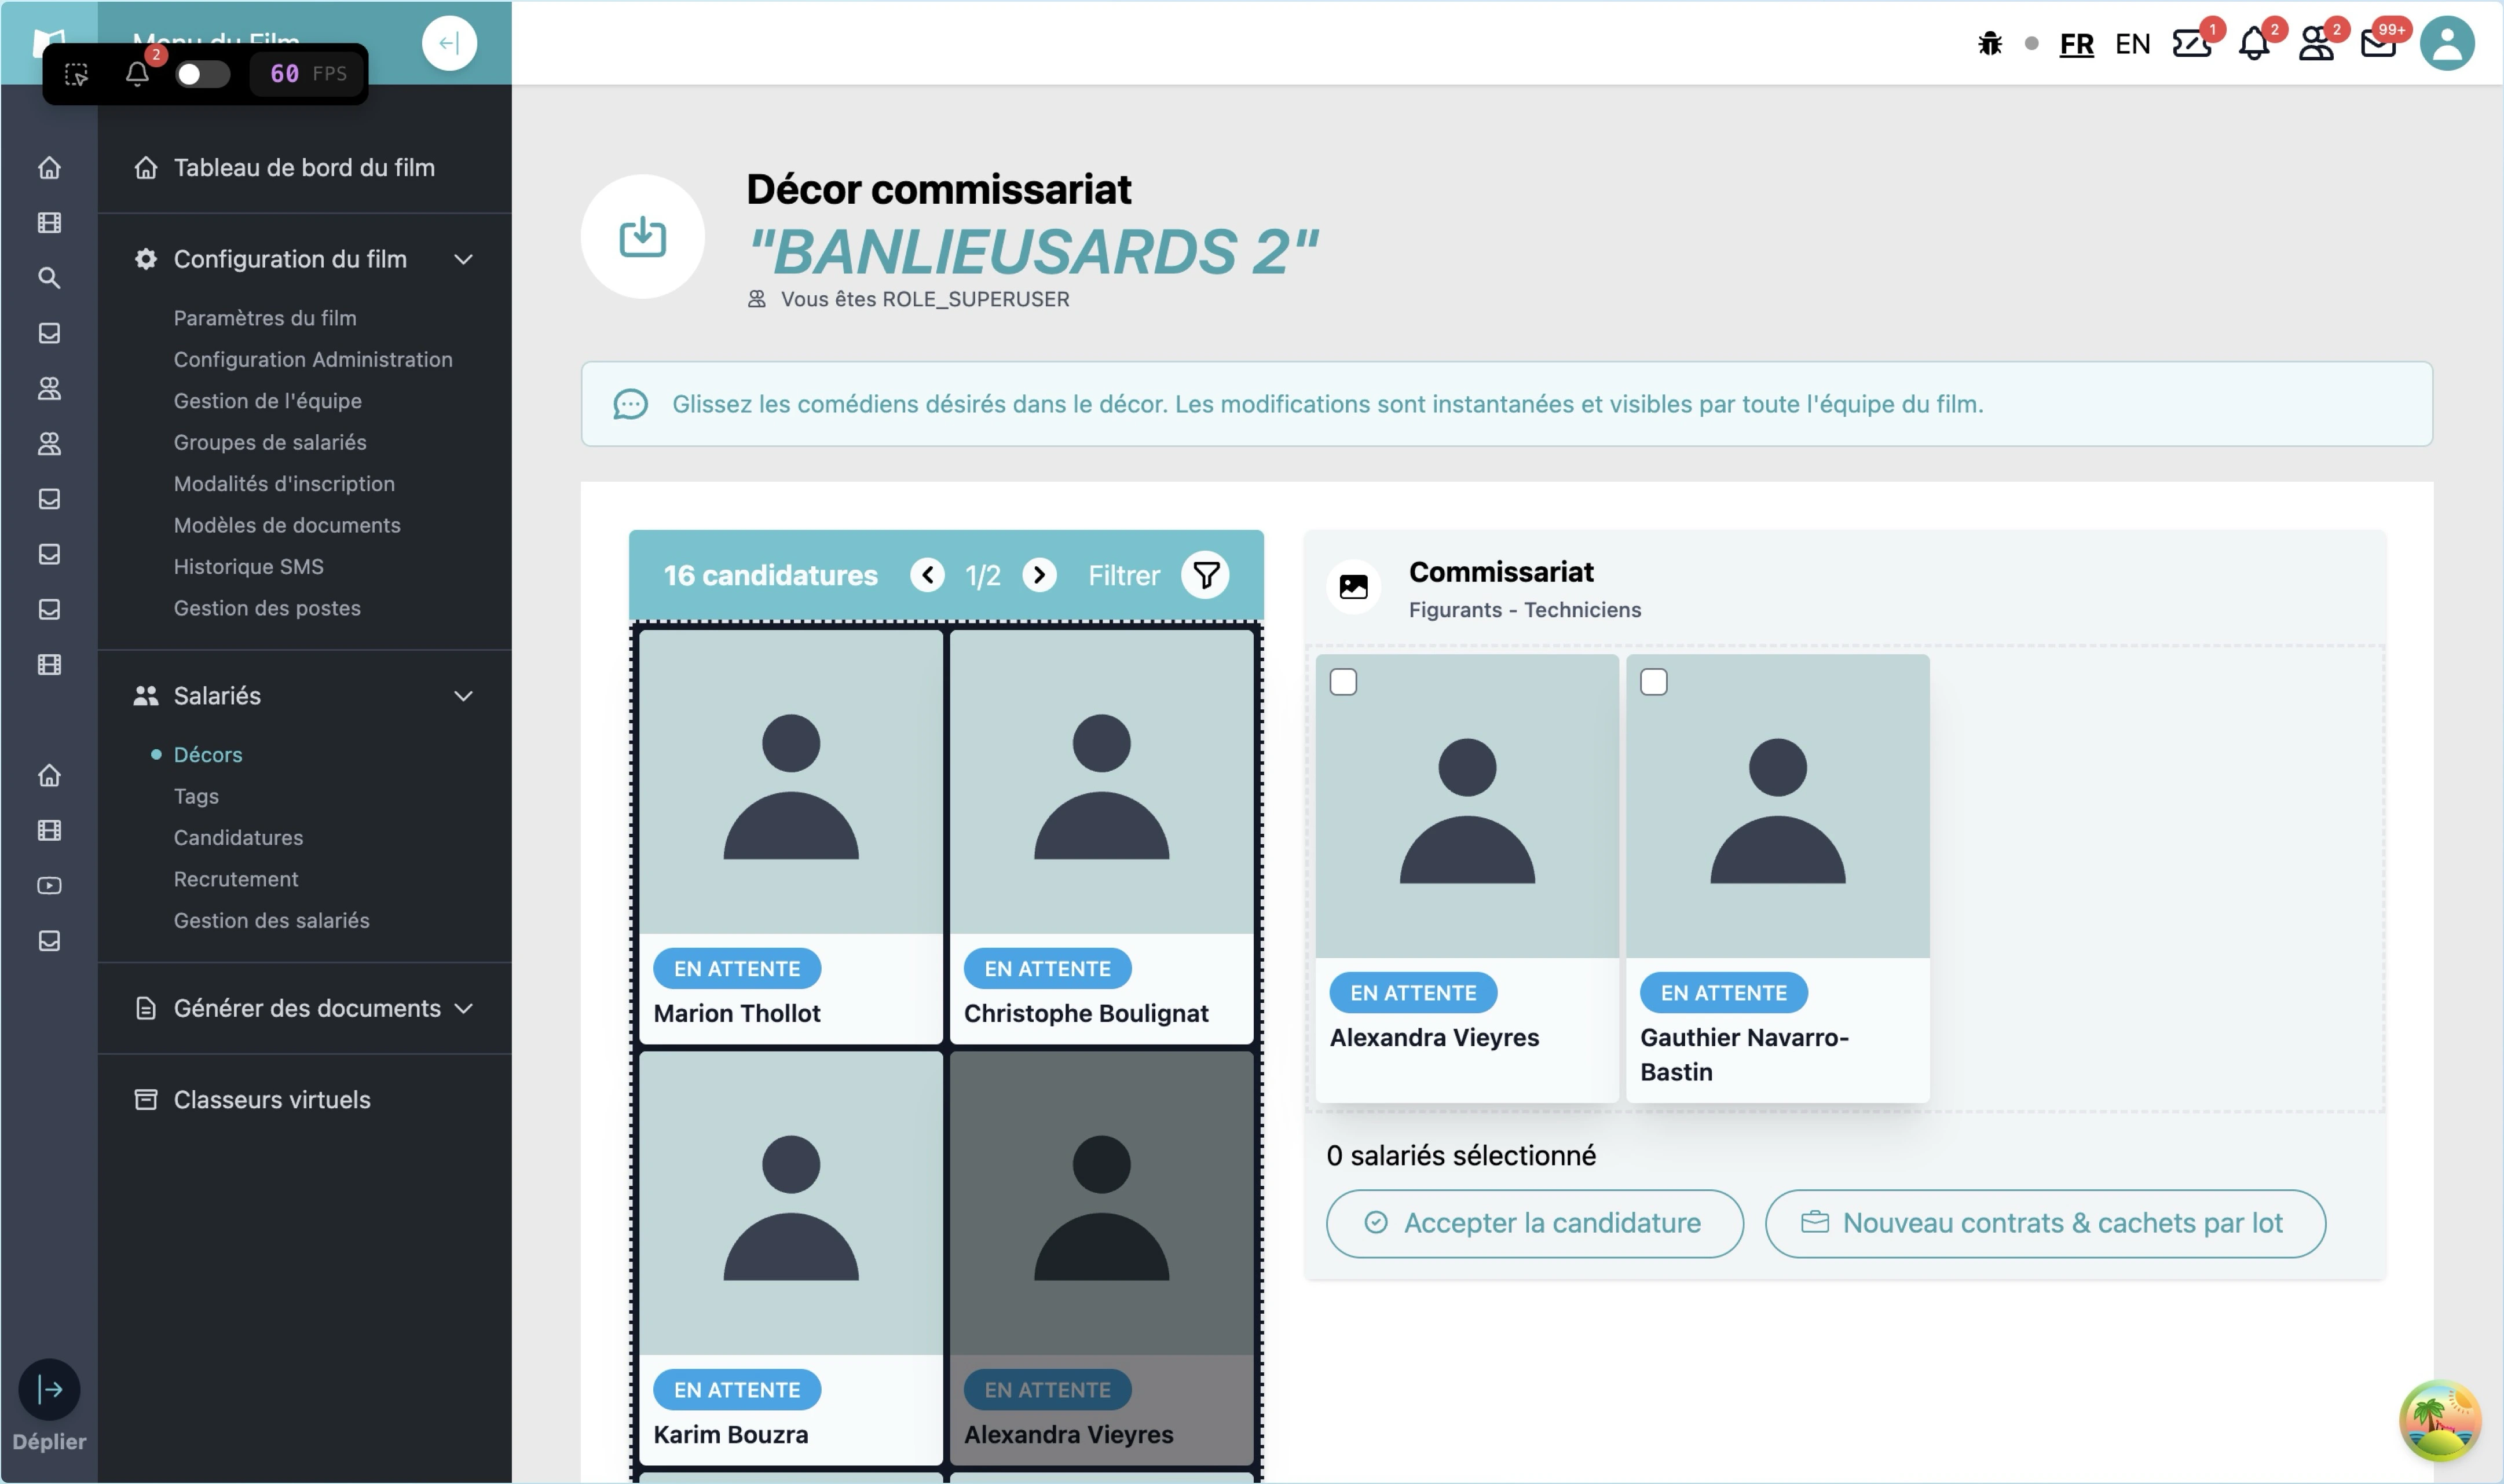 Menu du Film
2
60 FPS
FR
EN
1
2
2
99+
Tableau de bord du film
Configuration du film
Paramètres du film
Configuration Administration
Gestion de l'équipe
Groupes de salariés
Modalités d'inscription
Modèles de documents
Historique SMS
Gestion des postes
Salariés
Décors
Tags
Candidatures
Recrutement
Gestion des salariés
Générer des documents
Classeurs virtuels
Déplier
Décor commissariat
"BANLIEUSARDS 2"
Vous êtes ROLE_SUPERUSER
Glissez les comédiens désirés dans le décor. Les modifications sont instantanées et visibles par toute l'équipe du film.
16 candidatures
1/2
Filtrer
EN ATTENTE
Marion Thollot
EN ATTENTE
Christophe Boulignat
EN ATTENTE
Karim Bouzra
EN ATTENTE
Alexandra Vieyres
Commissariat
Figurants - Techniciens
EN ATTENTE
Alexandra Vieyres
EN ATTENTE
Gauthier Navarro-
Bastin
0 salariés sélectionné
Accepter la candidature
Nouveau contrats & cachets par lot